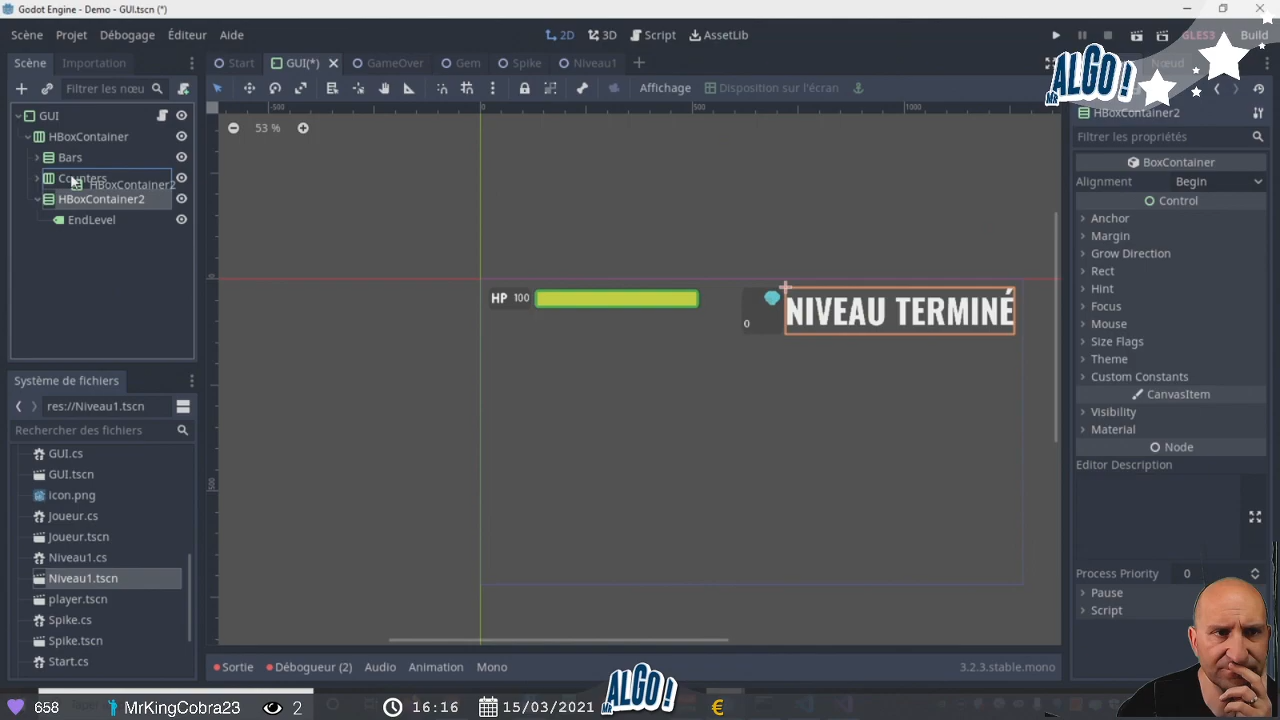 Godot Engine - Demo - GUI.tscn (*)
Scène Projet Débogage Éditeur Aide
2D 3D Script AssetLib
GLES3 Build
Scène Importation
Start GUI(*) GameOver Gem Spike Niveau1
Nœud
MR ALGO!
Filtrer les nœu
Affichage Disposition sur l'écran
-500 0 500 1000
GUI
HBoxContainer
Bars
Counters
HBoxContainer2
HBoxContainer2
EndLevel
53 %
0
500
HP 100
0
NIVEAU TERMINÉ
HBoxContainer2
Filtrer les propriétés
BoxContainer
Alignment Begin
Control
Anchor
Margin
Grow Direction
Rect
Hint
Focus
Mouse
Size Flags
Theme
Custom Constants
CanvasItem
Visibility
Material
Node
Editor Description
Process Priority 0
Pause
Script
Système de fichiers
res://Niveau1.tscn
Rechercher des fichiers
GUI.cs
GUI.tscn
icon.png
Joueur.cs
Joueur.tscn
Niveau1.cs
Niveau1.tscn
player.tscn
Spike.cs
Spike.tscn
Start.cs
Sortie Débogueur (2) Audio Animation Mono
3.2.3.stable.mono
658 MrKingCobra23 2 16:16 15/03/2021 MR ALGO! €